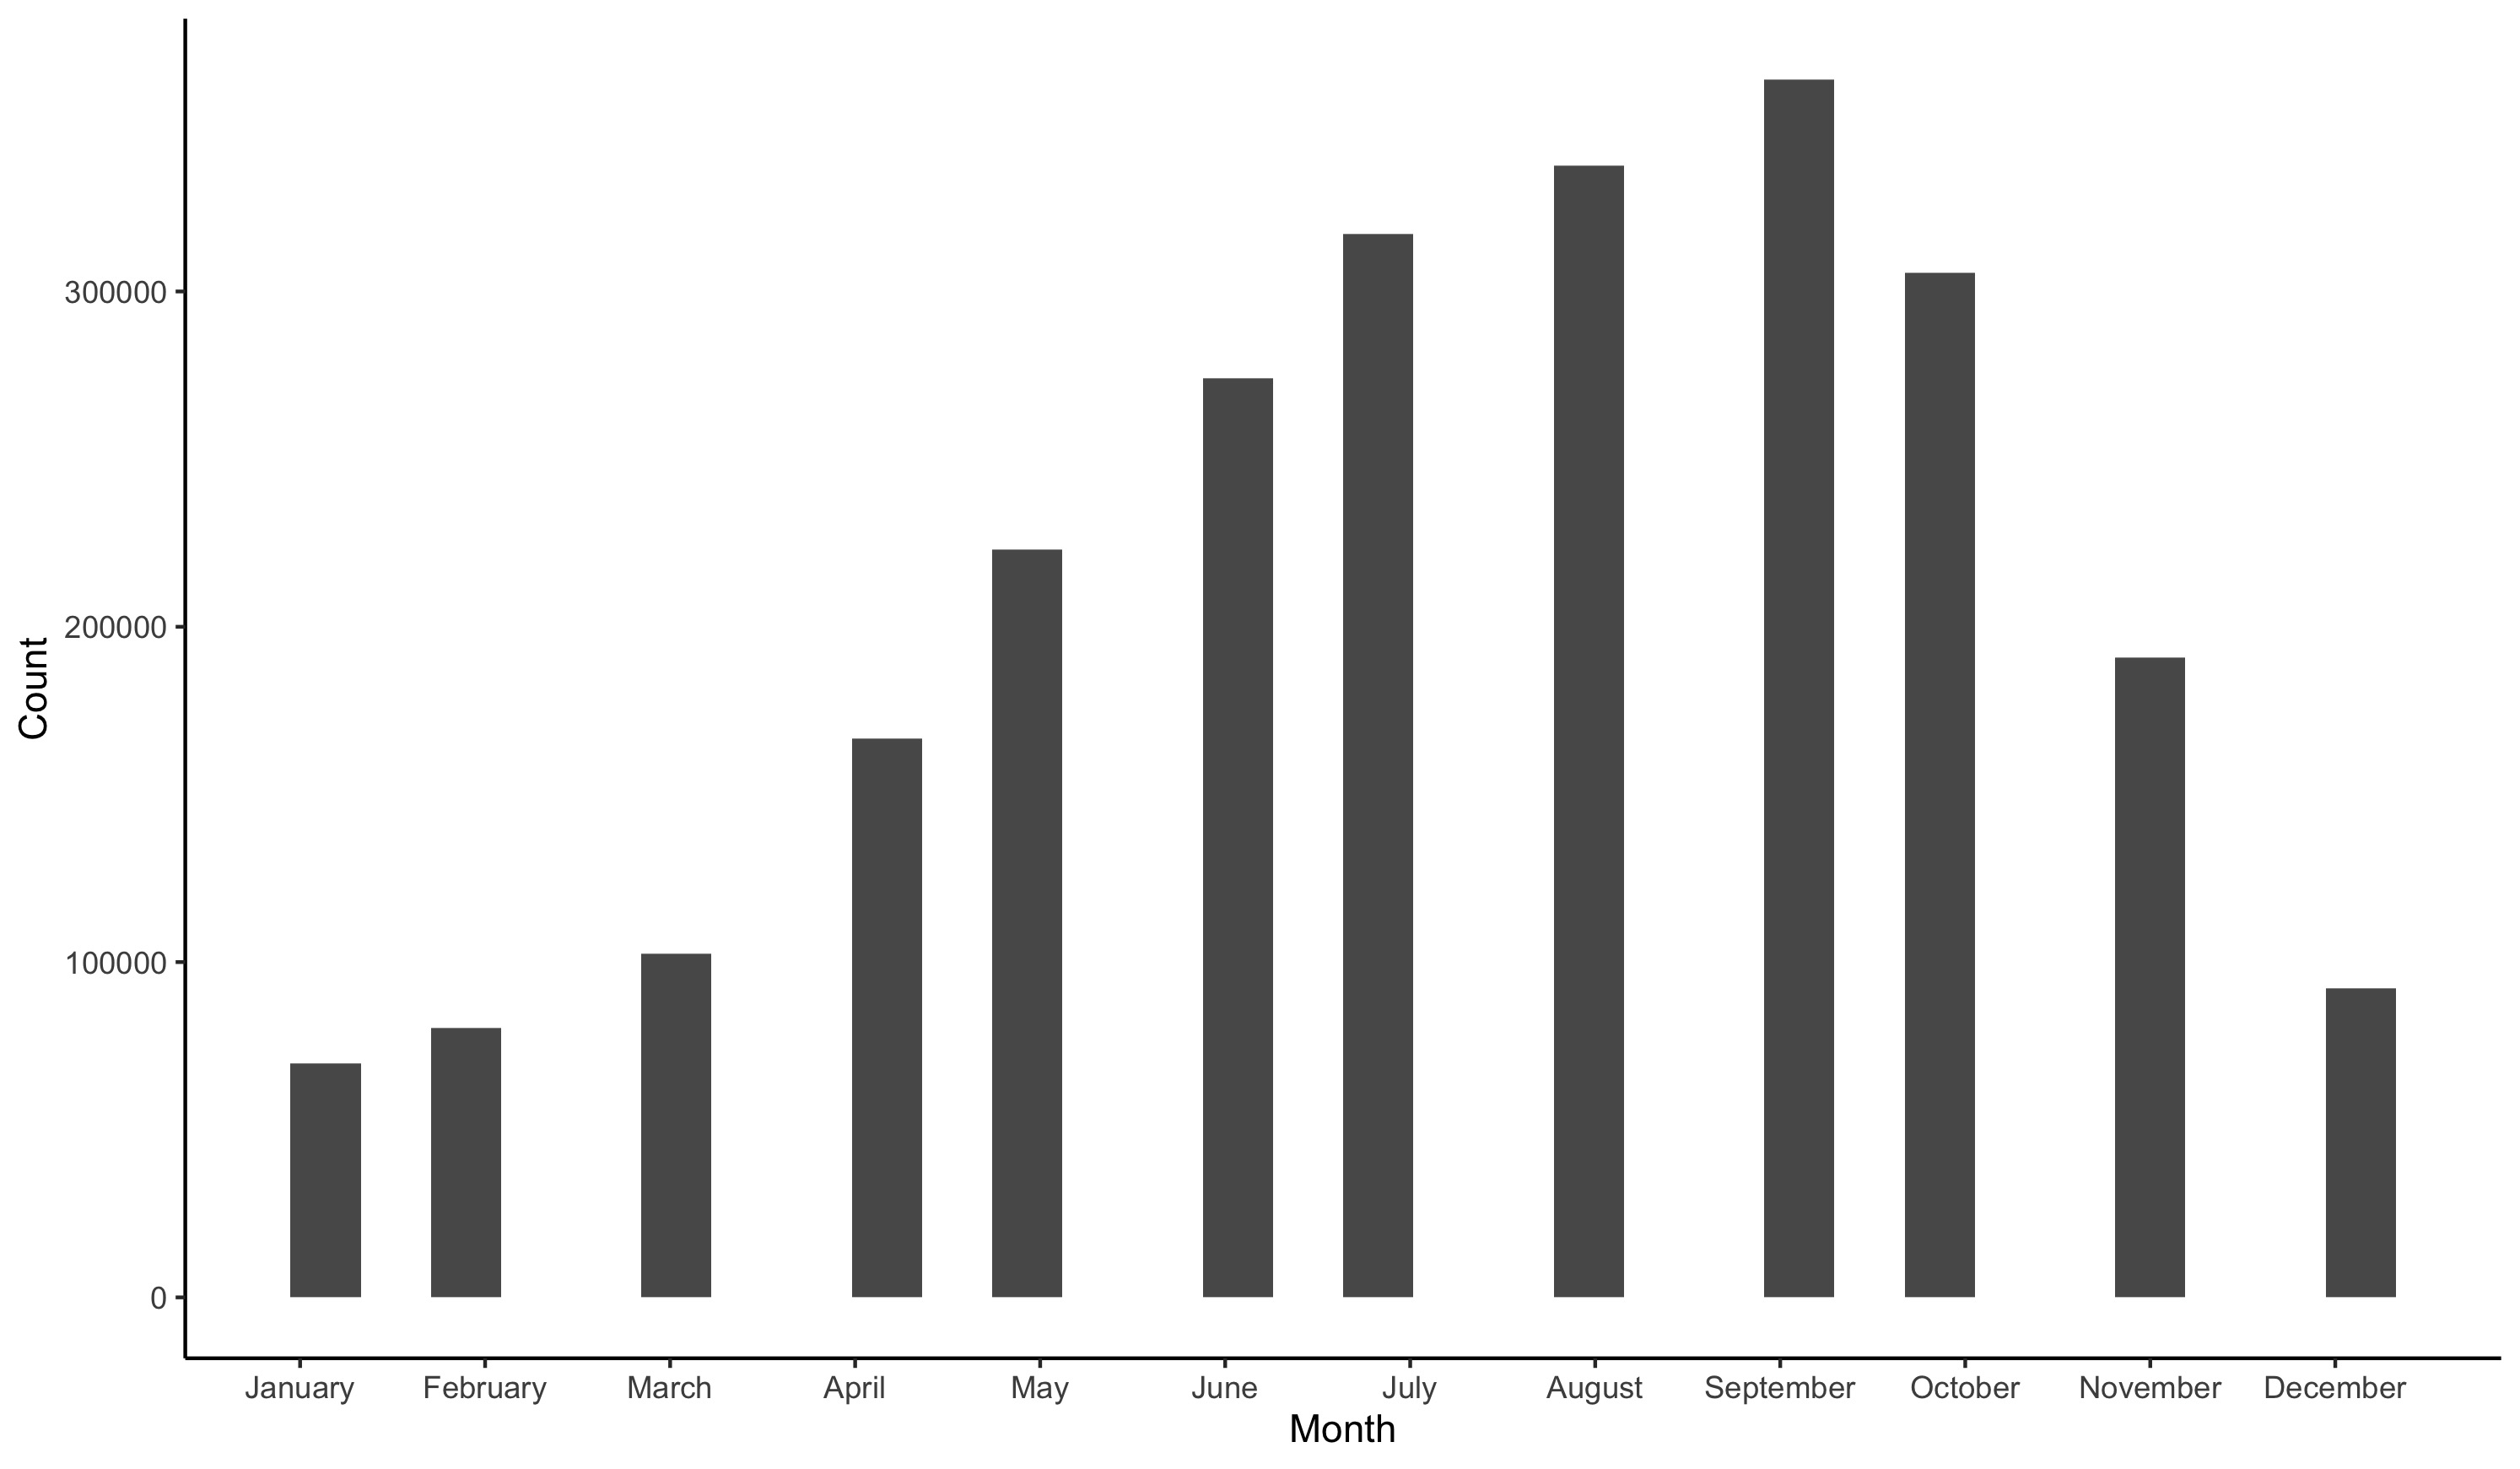 Count
300000
200000
100000
0
January February March April May June July August September October November December
Month